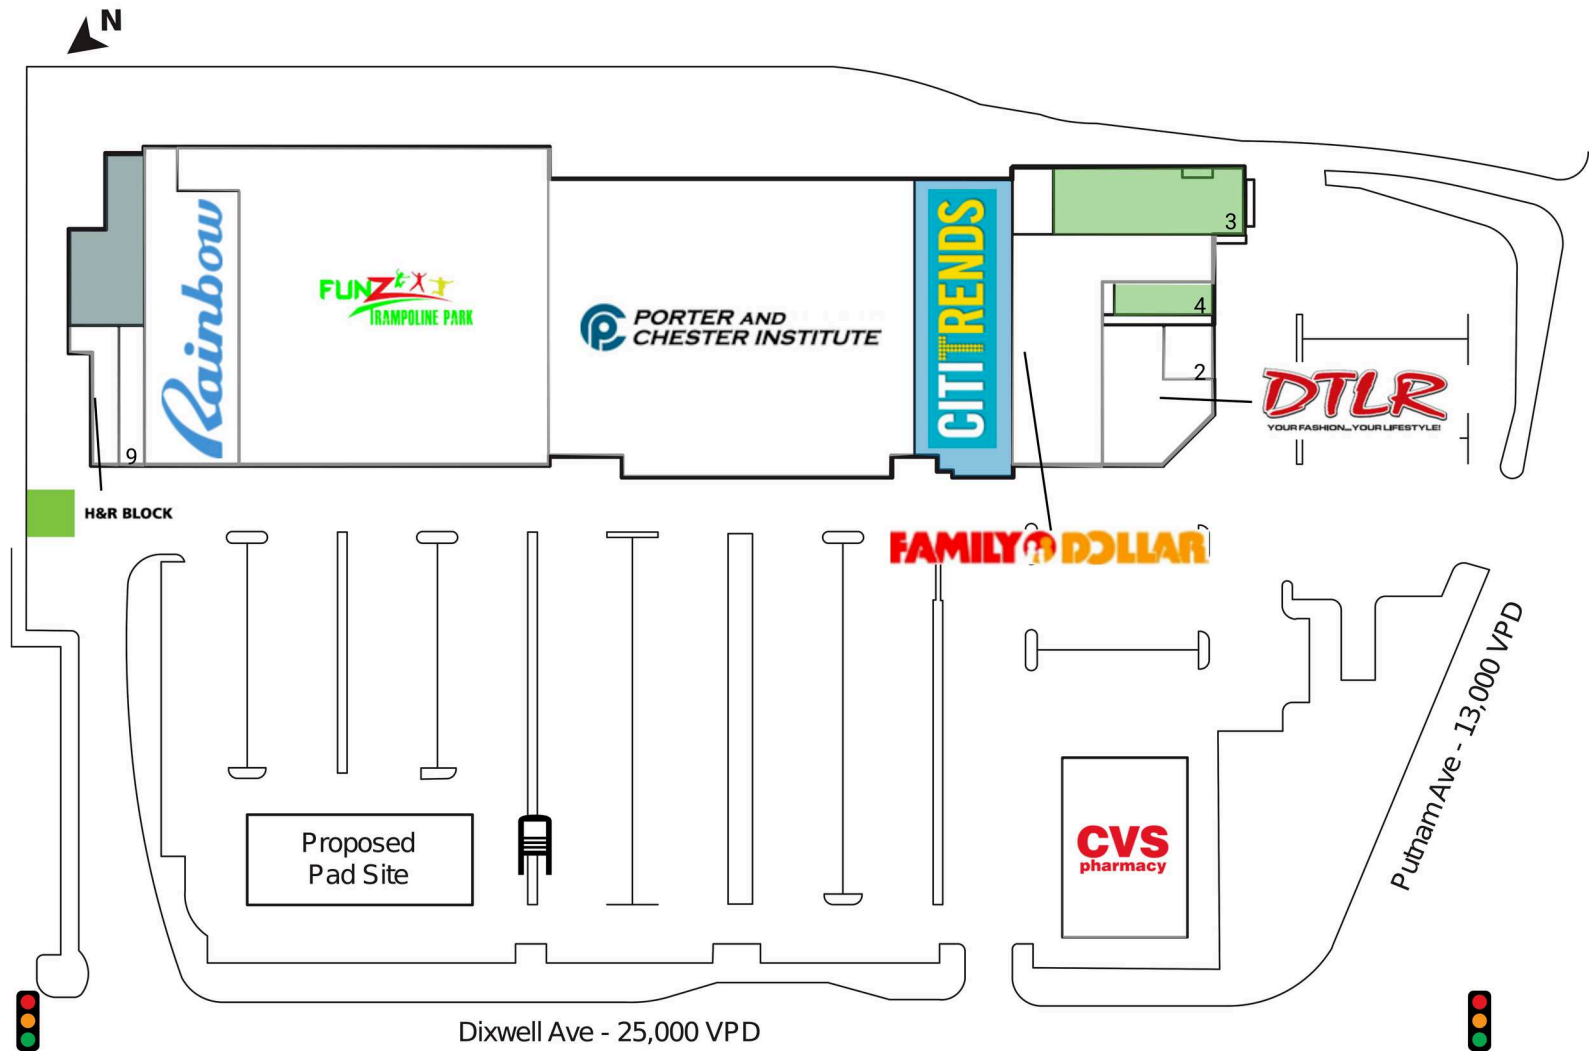 N
Rainbow
FUNZ
TRAMPOLINE PARK
PORTER AND
CHESTER INSTITUTE
CITITRENDS
3
4
2
DTLR
YOUR FASHION...YOUR LIFESTYLE!
9
H&R BLOCK
FAMILY DOLLAR
Proposed
Pad Site
CVS
pharmacy
Putnam Ave - 13,000 VPD
Dixwell Ave - 25,000 VPD